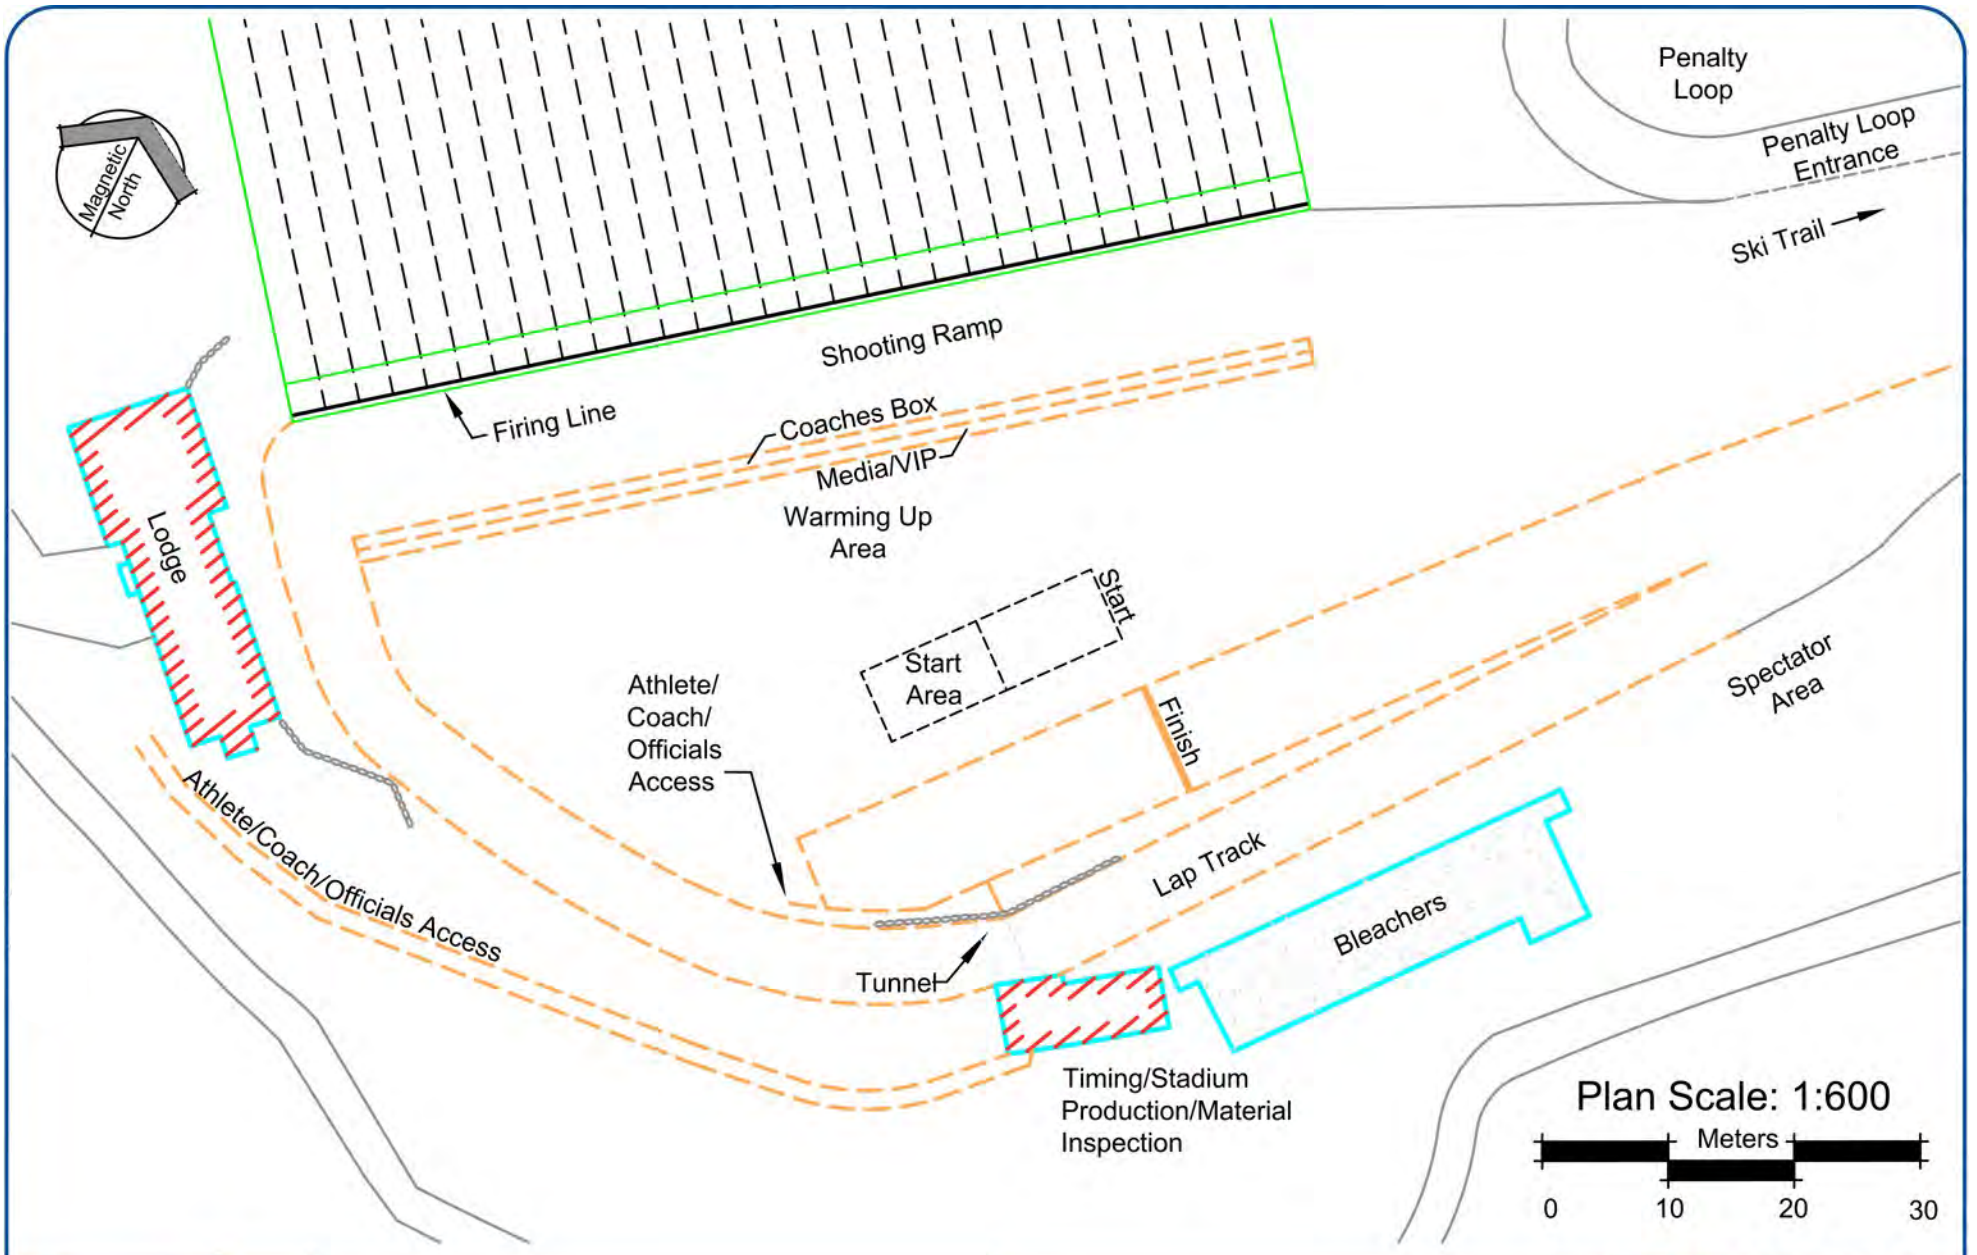 Penalty
Loop
Penalty Loop
Entrance
Magnetic
North
Ski Trail
Shooting Ramp
Firing Line
Coaches Box
Media/VIP
Warming Up
Area
Lodge
Start
Start
Area
Athlete/
Coach/
Officials
Access
Finish
Spectator
Area
Athlete/Coach/Officials Access
Lap Track
Bleachers
Tunnel
Timing/Stadium
Production/Material
Inspection
Plan Scale: 1:600
Meters
0 10 20 30